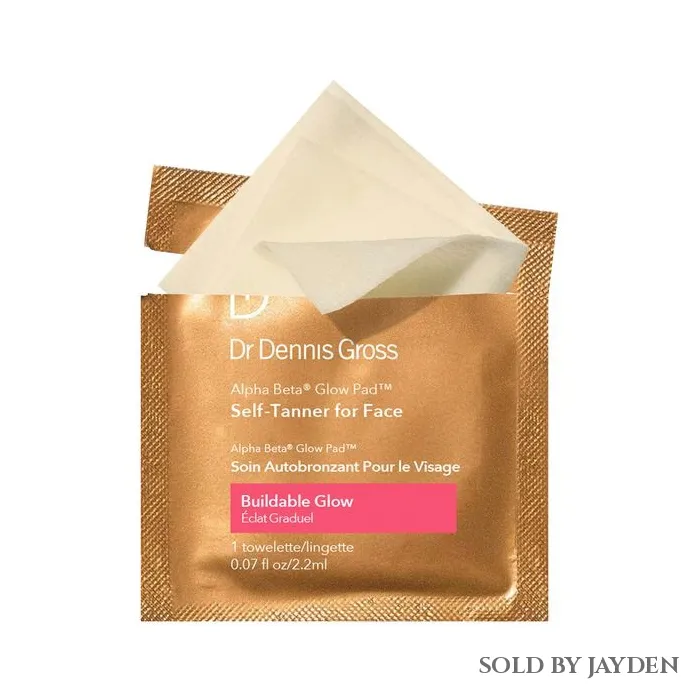 Dr Dennis Gross
Alpha Beta® Glow Pad™
Self-Tanner for Face
Alpha Beta® Glow Pad™
Soin Autobronzant Pour le Visage
Buildable Glow
Éclat Graduel
1 towelette/lingette
0.07 fl oz/2.2ml
SOLD BY JAYDEN